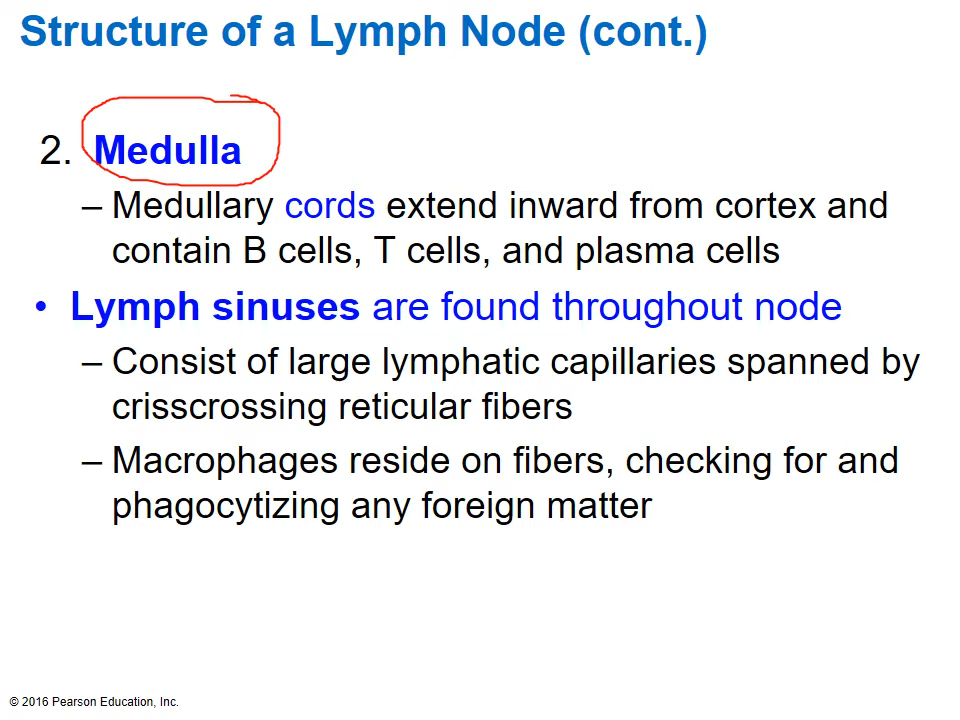 Structure of a Lymph Node (cont.)
2. Medulla
– Medullary cords extend inward from cortex and
contain B cells, T cells, and plasma cells
• Lymph sinuses are found throughout node
– Consist of large lymphatic capillaries spanned by
crisscrossing reticular fibers
– Macrophages reside on fibers, checking for and
phagocytizing any foreign matter
© 2016 Pearson Education, Inc.